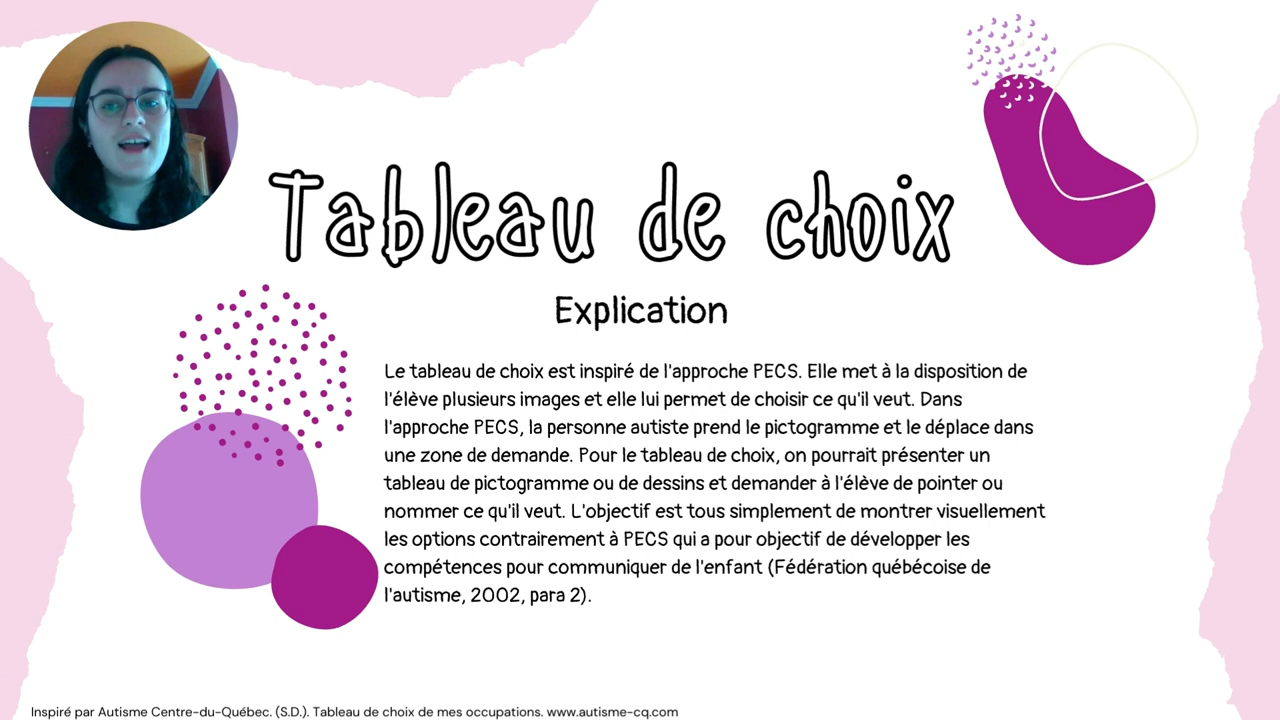 Tableau de choix
Explication
Le tableau de choix est inspiré de l'approche PECS. Elle met à la disposition de
l'élève plusieurs images et elle lui permet de choisir ce qu'il veut. Dans
l'approche PECS, la personne autiste prend le pictogramme et le déplace dans
une zone de demande. Pour le tableau de choix, on pourrait présenter un
tableau de pictogramme ou de dessins et demander à l'élève de pointer ou
nommer ce qu'il veut. L'objectif est tous simplement de montrer visuellement
les options contrairement à PECS qui a pour objectif de développer les
compétences pour communiquer de l'enfant (Fédération québécoise de
l'autisme, 2002, para 2).
Inspiré par Autisme Centre-du-Québec. (S.D.). Tableau de choix de mes occupations. www.autisme-cq.com